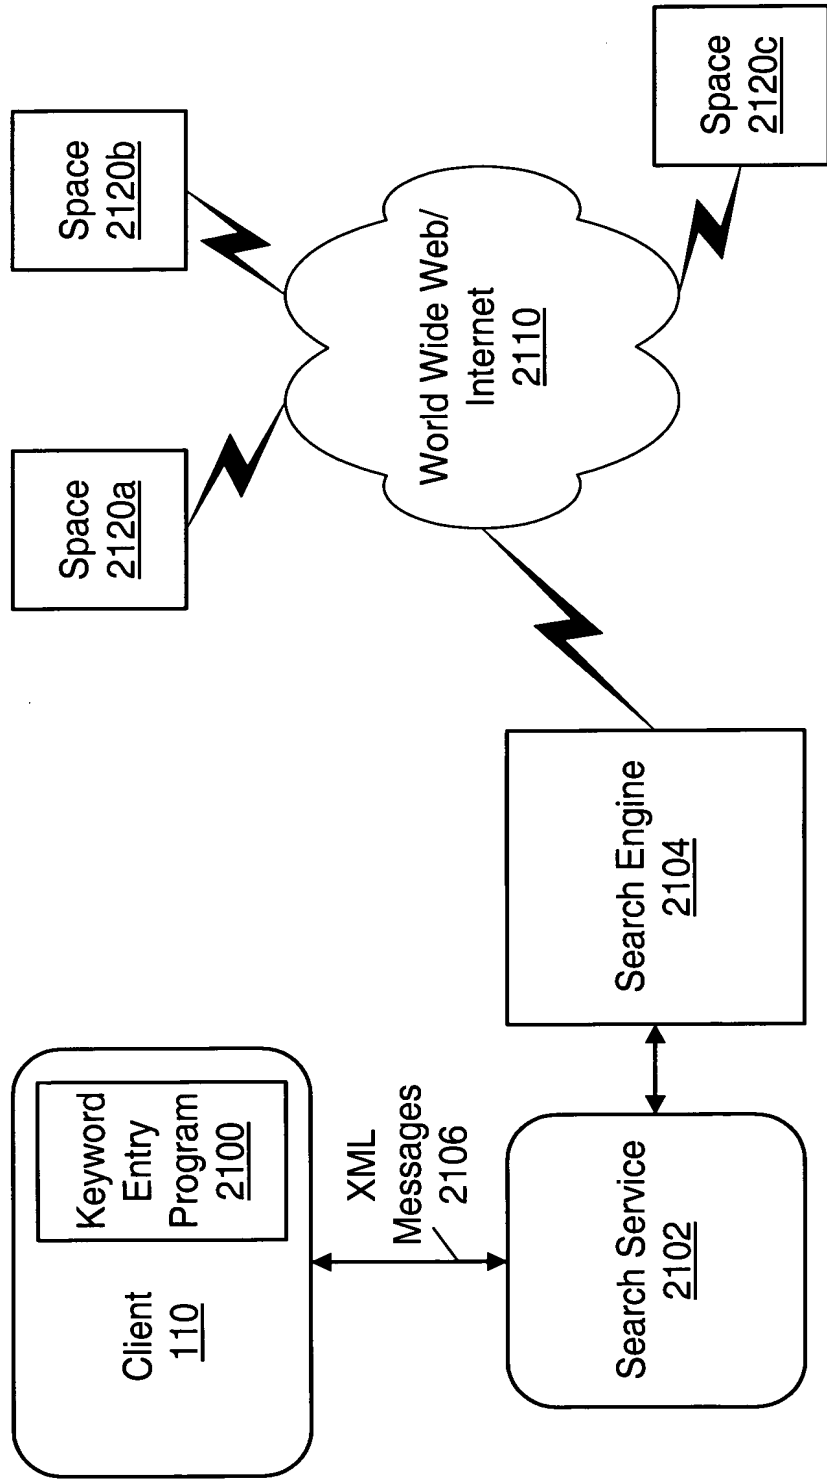 Client
110
Keyword
Entry
Program
2100
XML
Messages
2106
Search Service
2102
Search Engine
2104
World Wide Web/
Internet
2110
Space
2120a
Space
2120b
Space
2120c